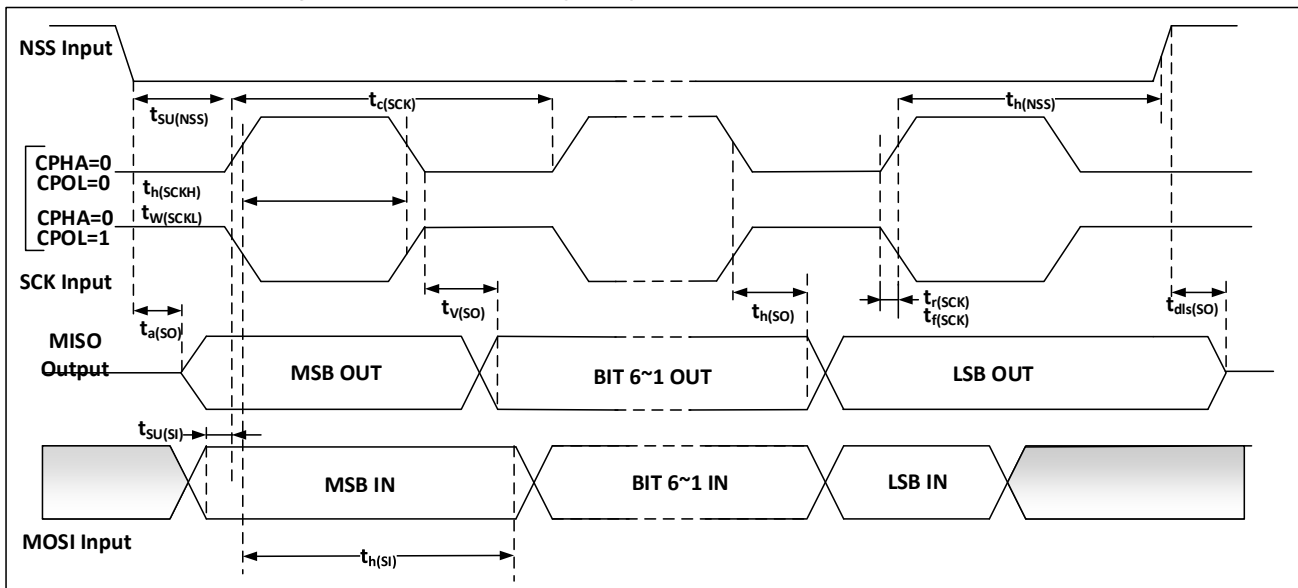 NSS Input
tSU(NSS)
tc(SCK)
th(NSS)
CPHA=0
CPOL=0
th(SCKH)
CPHA=0
tW(SCKL)
CPOL=1
SCK Input
ta(SO)
tV(SO)
th(SO)
tr(SCK)
tf(SCK)
tdls(SO)
MISO
Output
MSB OUT
BIT 6~1 OUT
LSB OUT
tSU(SI)
MSB IN
BIT 6~1 IN
LSB IN
MOSI Input
th(SI)